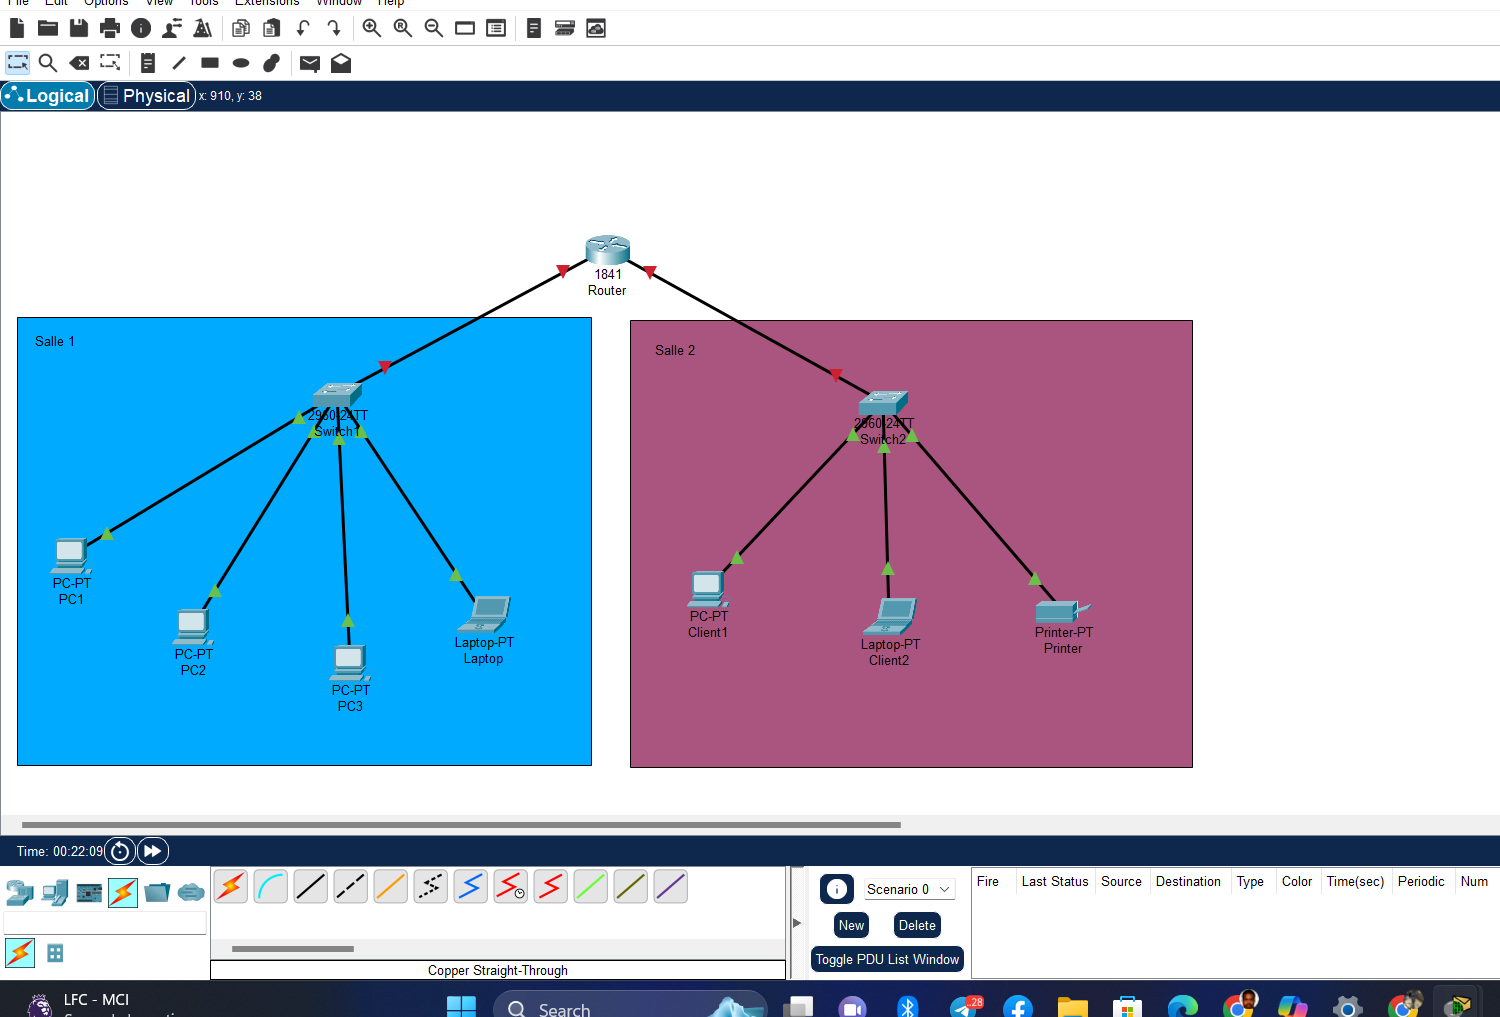 File Edit Options View Tools Extensions Window Help
Logical Physical x: 910, y: 38
1841
Router
Salle 1
Salle 2
2960-24TT
Switch1
2960-24TT
Switch2
PC-PT
PC1
PC-PT
PC2
PC-PT
PC3
Laptop-PT
Laptop
PC-PT
Client1
Laptop-PT
Client2
Printer-PT
Printer
Time: 00:22:09
Scenario 0
New Delete
Toggle PDU List Window
Fire Last Status Source Destination Type Color Time(sec) Periodic Num
Copper Straight-Through
LFC - MCI
Search
28